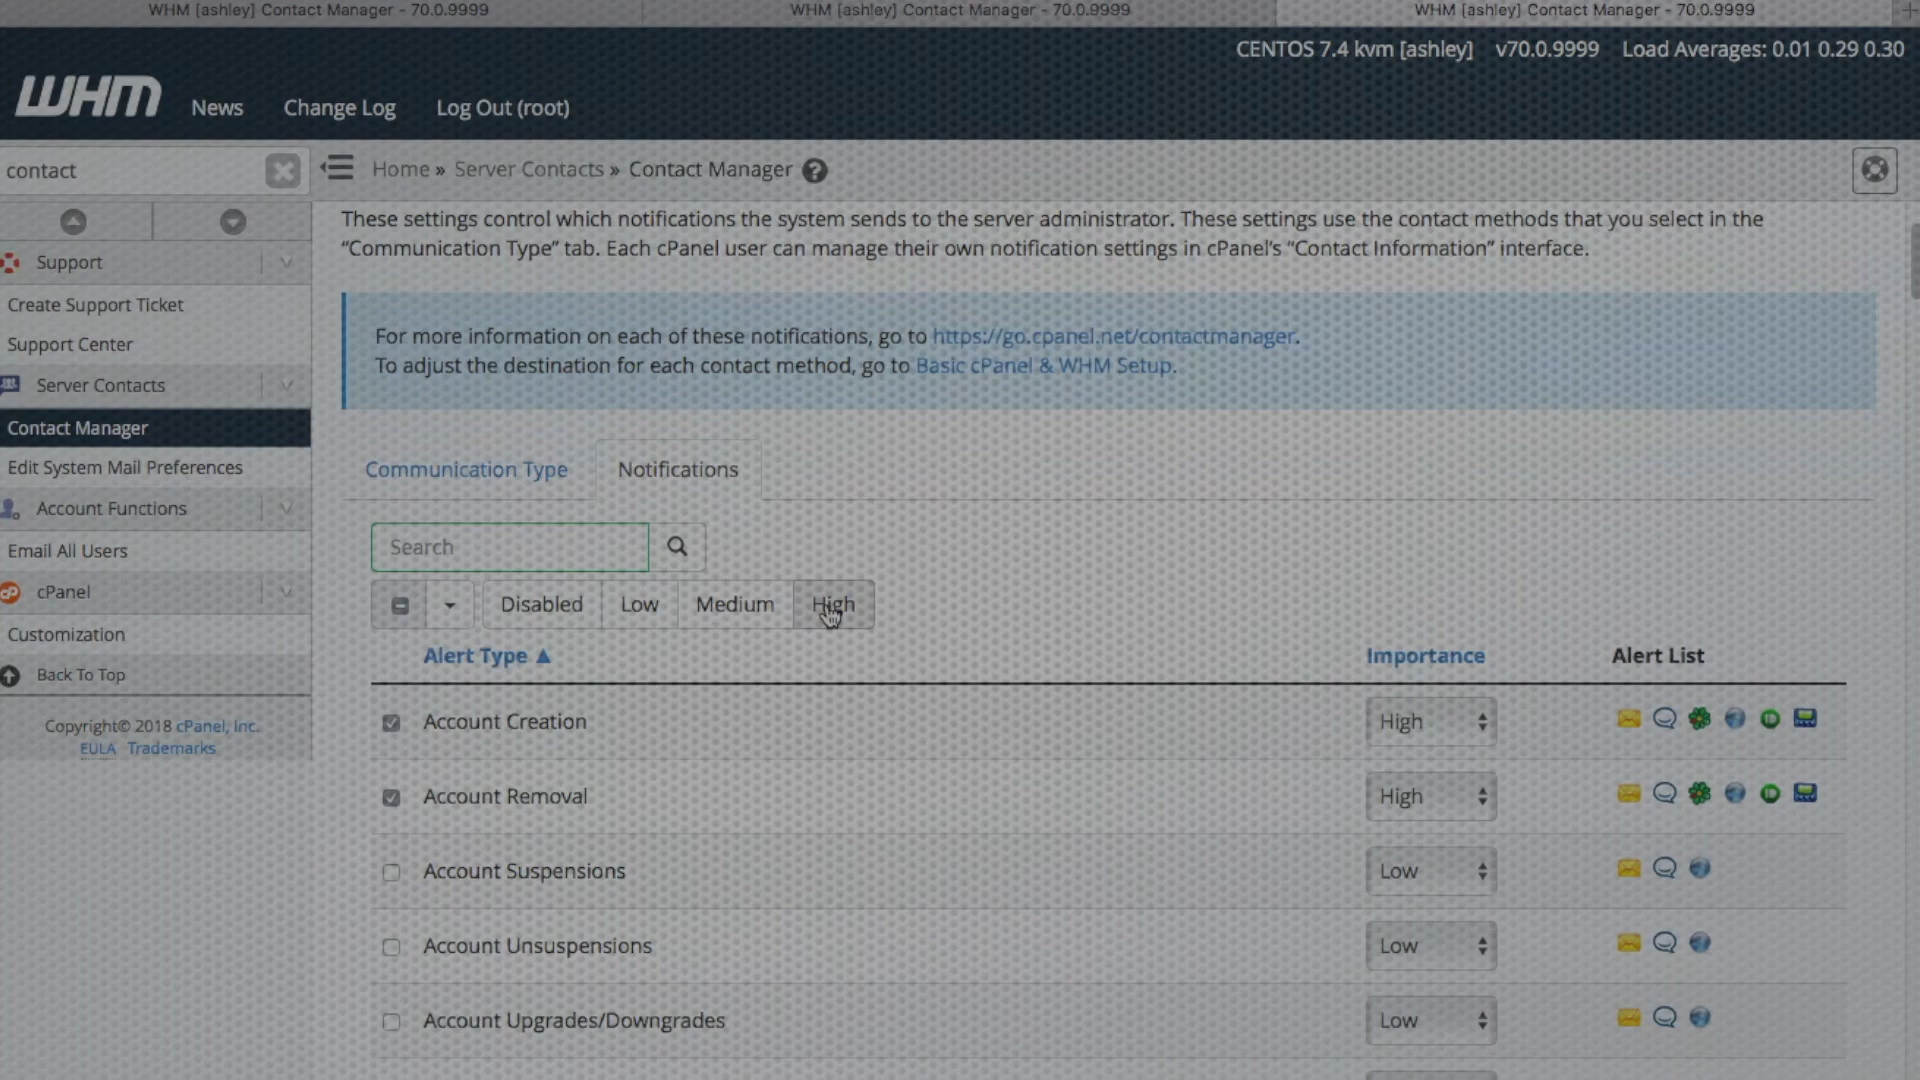 WHM [ashley] Contact Manager - 70.0.9999
WHM [ashley] Contact Manager - 70.0.9999
WHM [ashley] Contact Manager - 70.0.9999
CENTOS 7.4 kvm [ashley] v70.0.9999 Load Averages: 0.01 0.29 0.30
WHM News Change Log Log Out (root)
contact
Home » Server Contacts » Contact Manager
These settings control which notifications the system sends to the server administrator. These settings use the contact methods that you select in the
“Communication Type” tab. Each cPanel user can manage their own notification settings in cPanel’s “Contact Information” interface.
Support
Create Support Ticket
Support Center
Server Contacts
Contact Manager
Edit System Mail Preferences
Account Functions
Email All Users
cPanel
Customization
Back To Top
Copyright© 2018 cPanel, Inc.
EULA Trademarks
For more information on each of these notifications, go to https://go.cpanel.net/contactmanager.
To adjust the destination for each contact method, go to Basic cPanel & WHM Setup.
Communication Type Notifications
Search
Disabled Low Medium High
Alert Type Importance Alert List
Account Creation High
Account Removal High
Account Suspensions Low
Account Unsuspensions Low
Account Upgrades/Downgrades Low